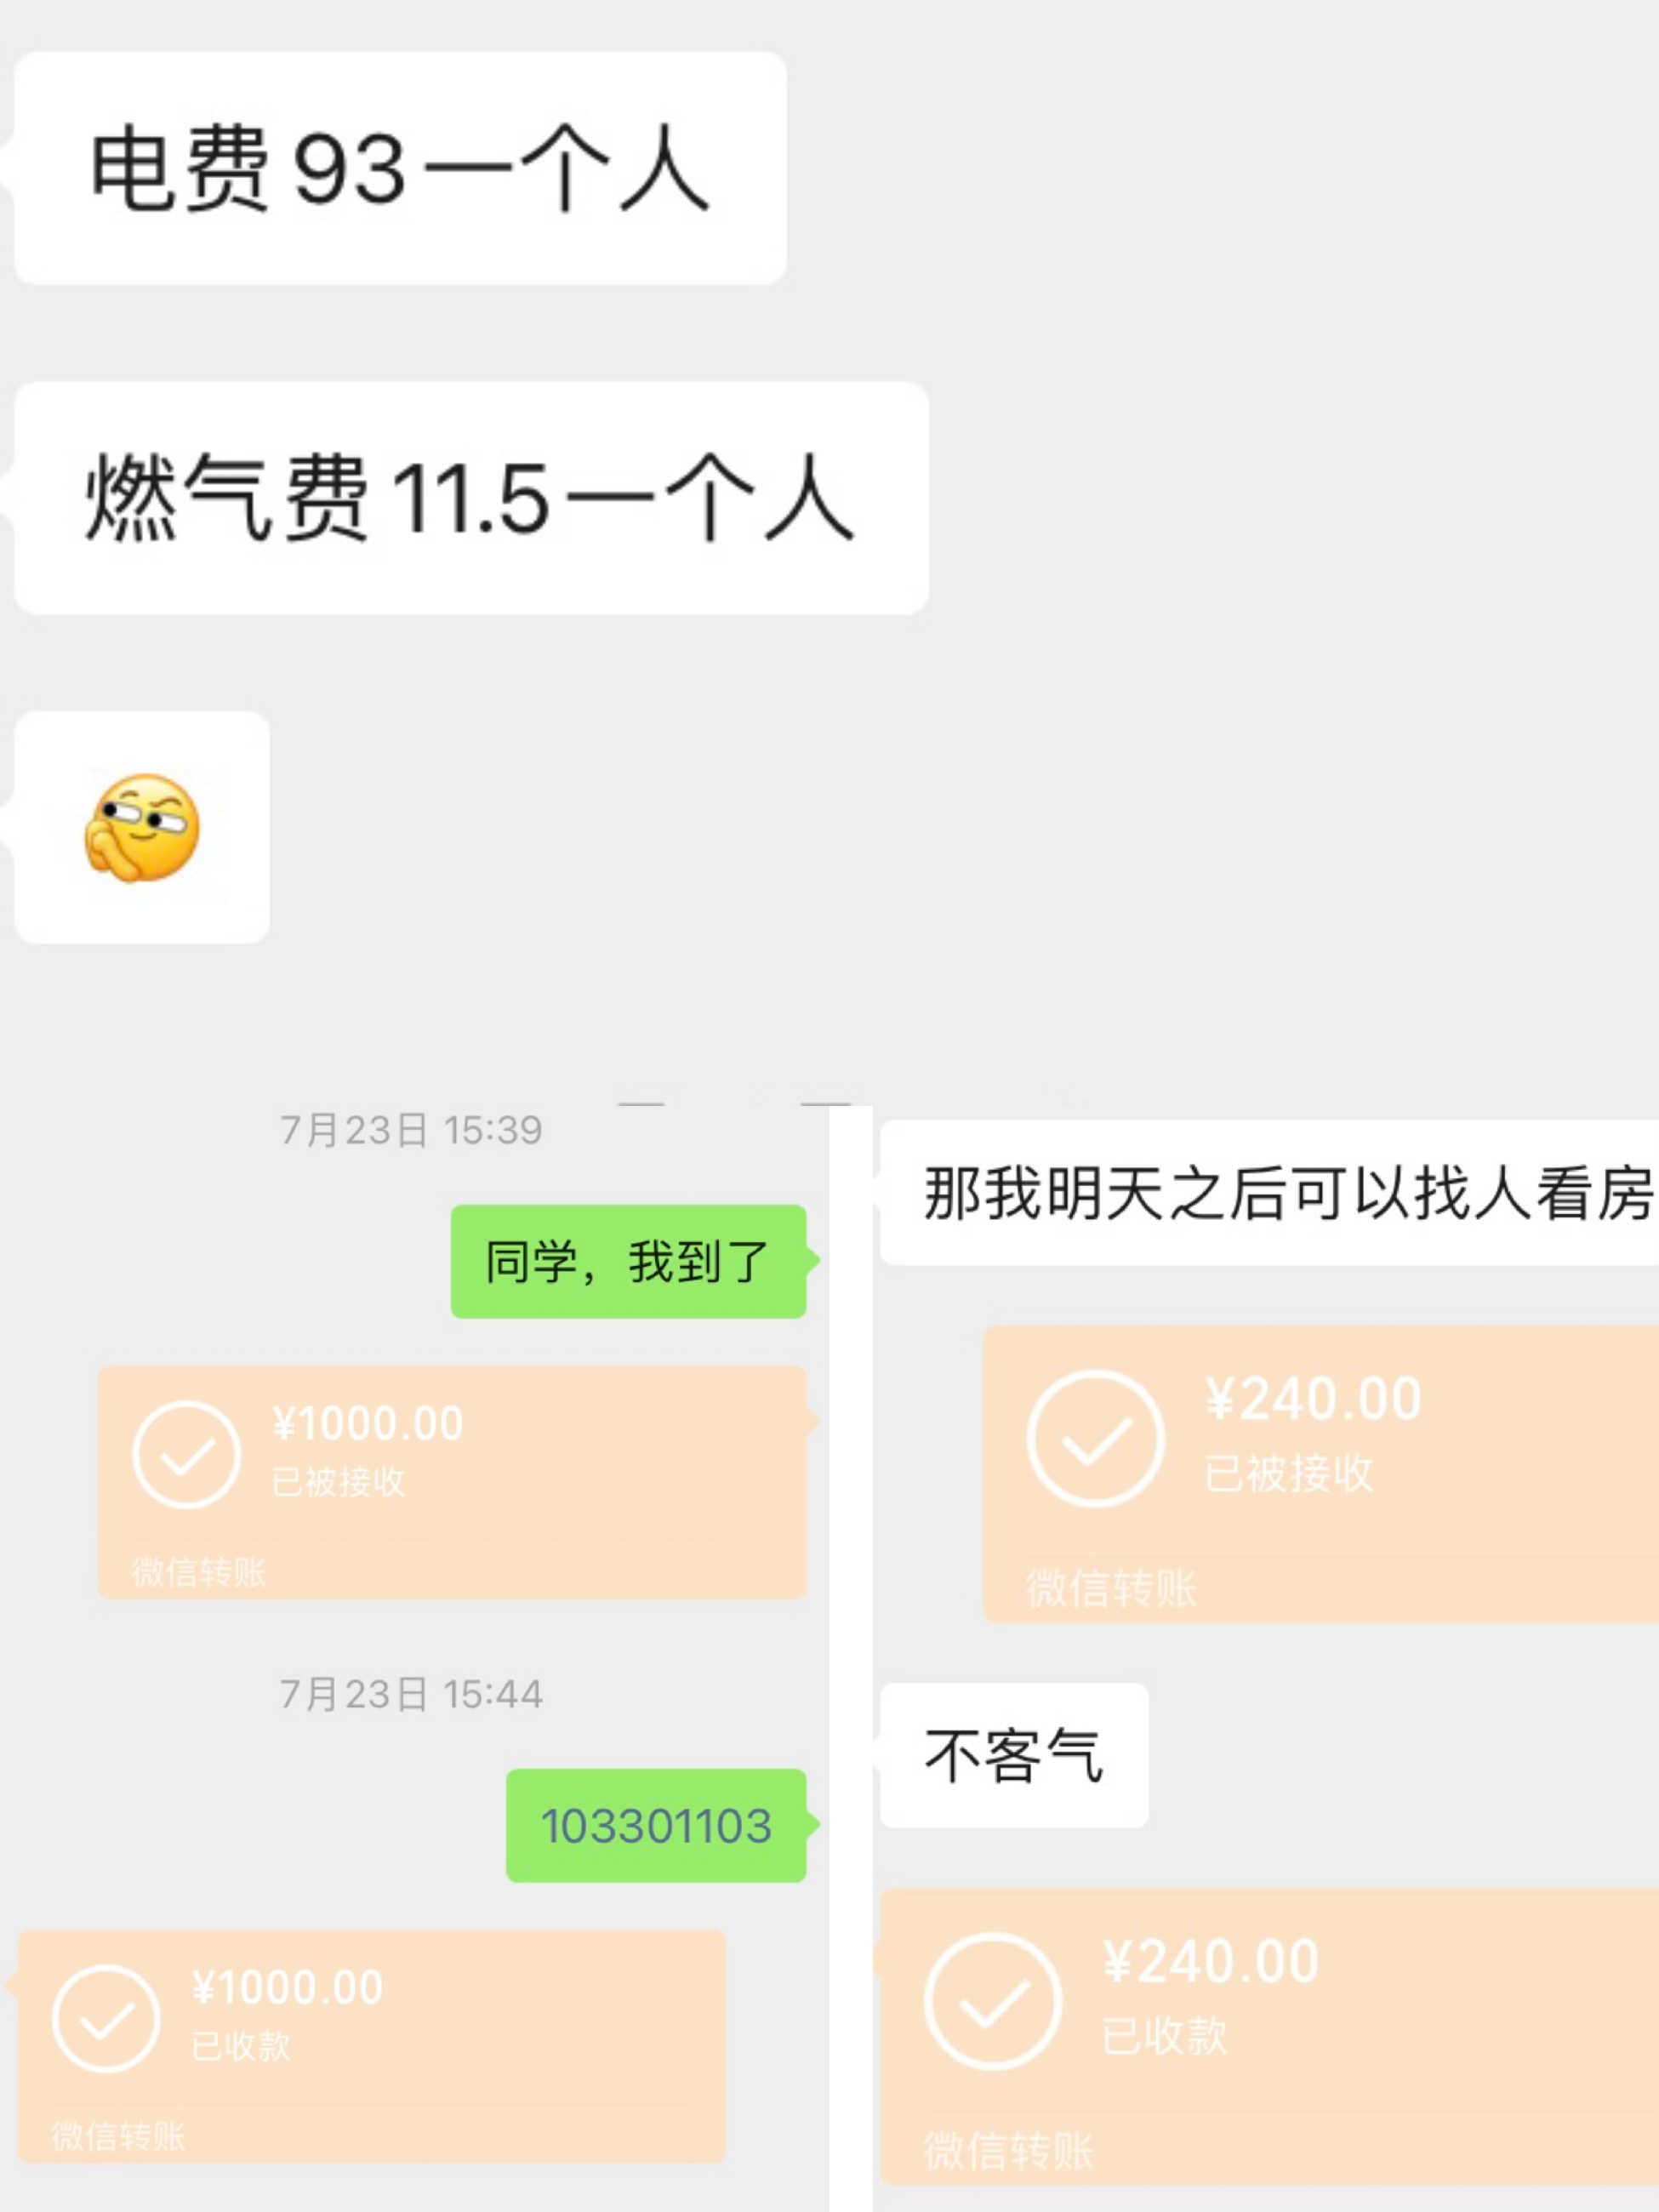 电费93一个人
燃气费11.5一个人
7月23日 15:39
同学，我到了
¥1000.00
已被接收
微信转账
7月23日 15:44
103301103
¥1000.00
已收款
微信转账
那我明天之后可以找人看房
¥240.00
已被接收
微信转账
不客气
¥240.00
已收款
微信转账